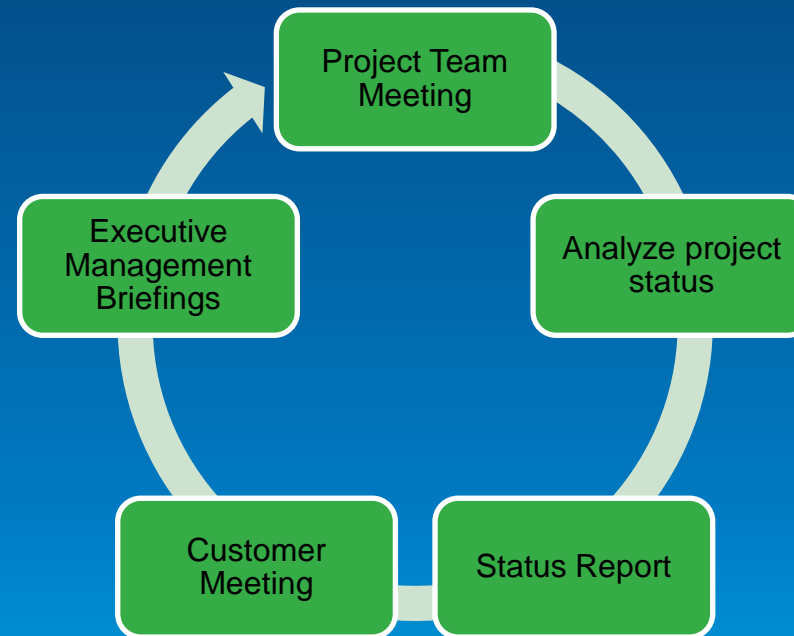 Project Team
Meeting
Analyze project
status
Status Report
Customer
Meeting
Executive
Management
Briefings